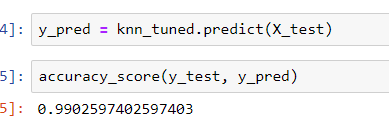 4]: y_pred = knn_tuned.predict(X_test)
5]: accuracy_score(y_test, y_pred)
5]: 0.9902597402597403